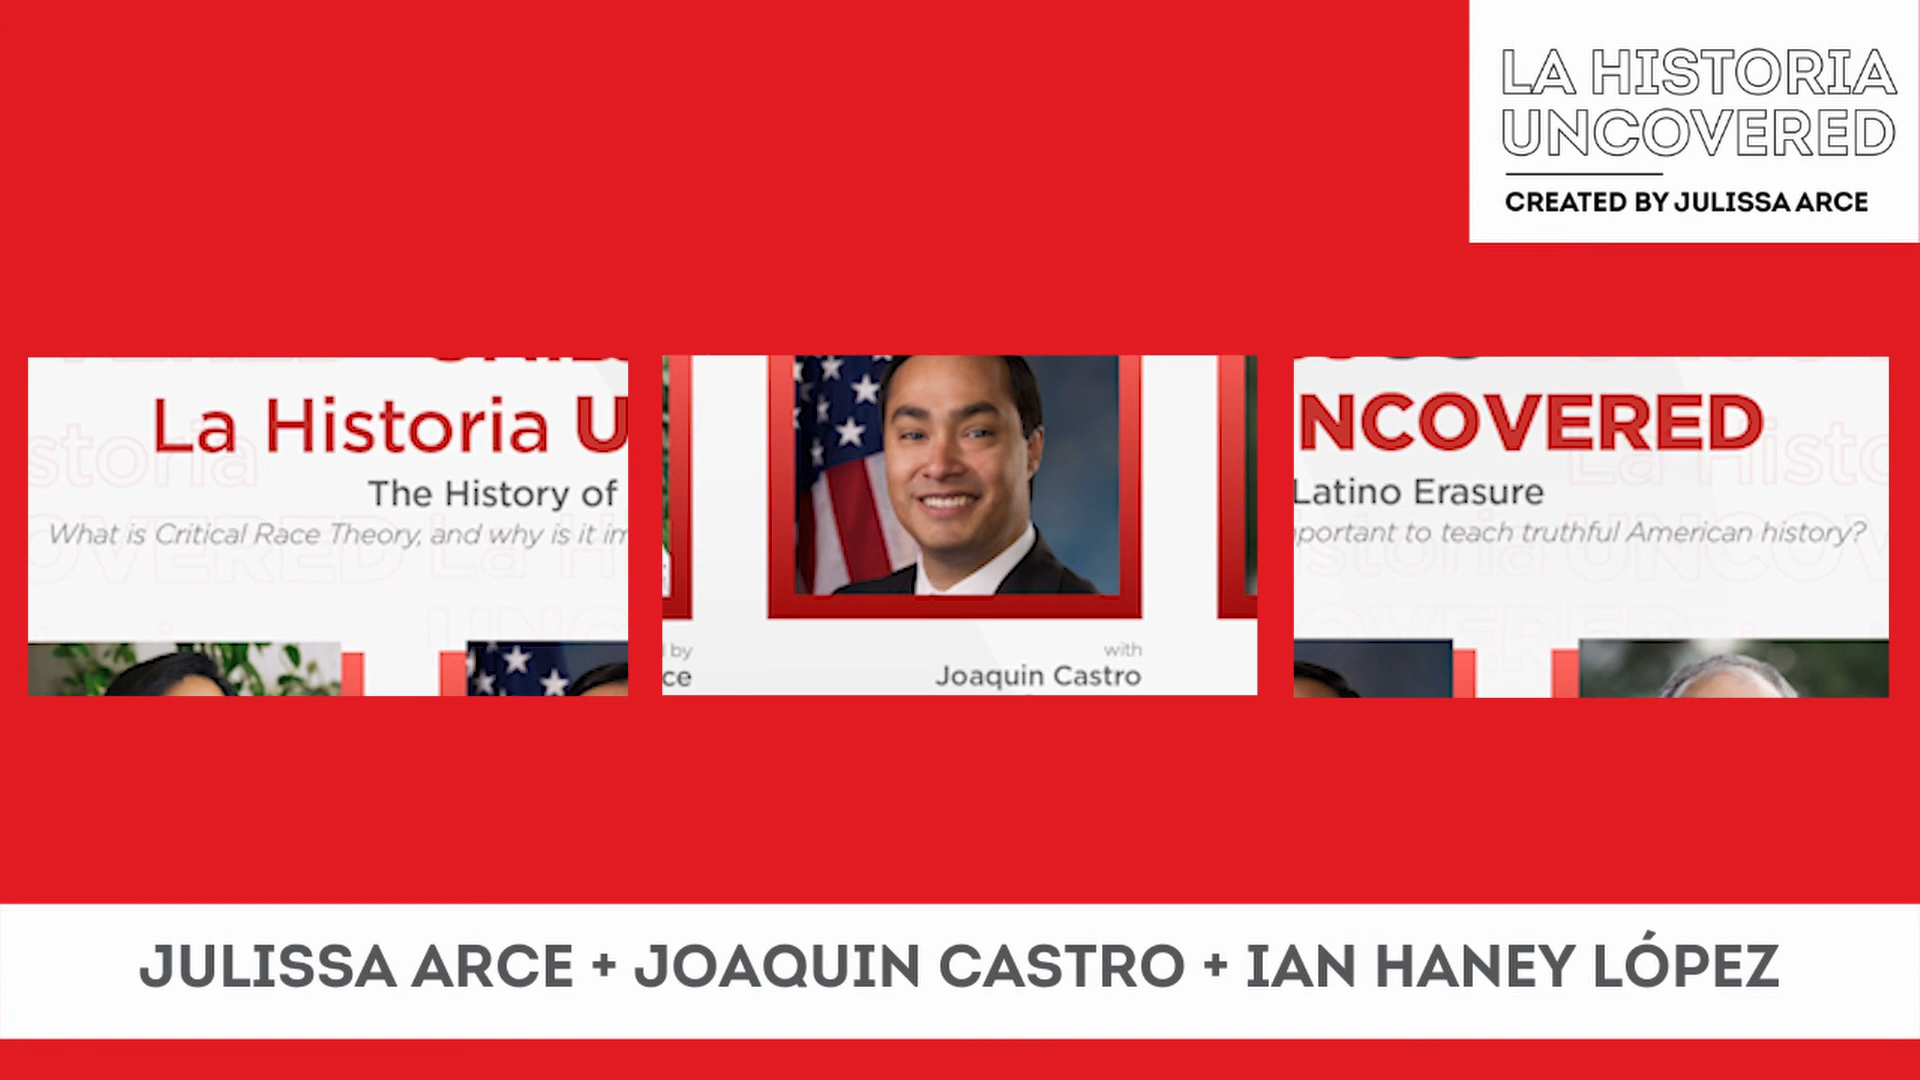 LA HISTORIA
UNCOVERED
CREATED BY JULISSA ARCE
La Historia U
The History of
What is Critical Race Theory, and why is it im
by
ce
with
Joaquin Castro
NCOVERED
Latino Erasure
portant to teach truthful American history?
JULISSA ARCE + JOAQUIN CASTRO + IAN HANEY LÓPEZ